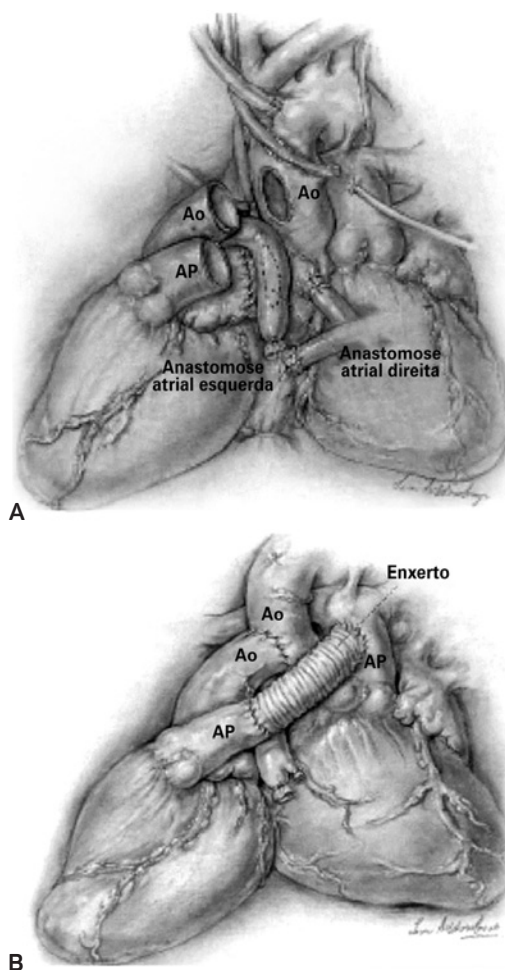 Ao
Ao
AP
Anastomose
atrial esquerda
Anastomose
atrial direita
A
Enxerto
Ao
Ao
AP
AP
B